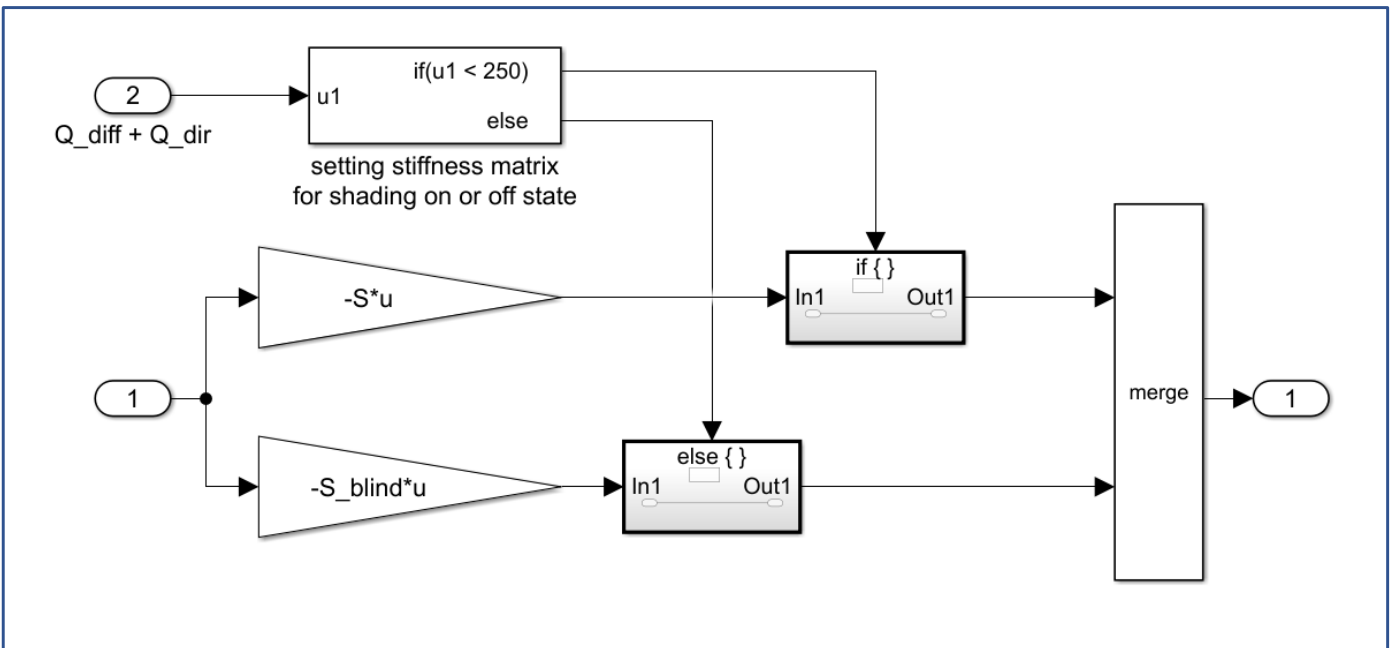 if(u1 < 250)
2
u1
else
Q_diff + Q_dir
setting stiffness matrix
for shading on or off state
if { }
-S*u
In1
Out1
1
merge
1
else { }
-S_blind*u
In1
Out1